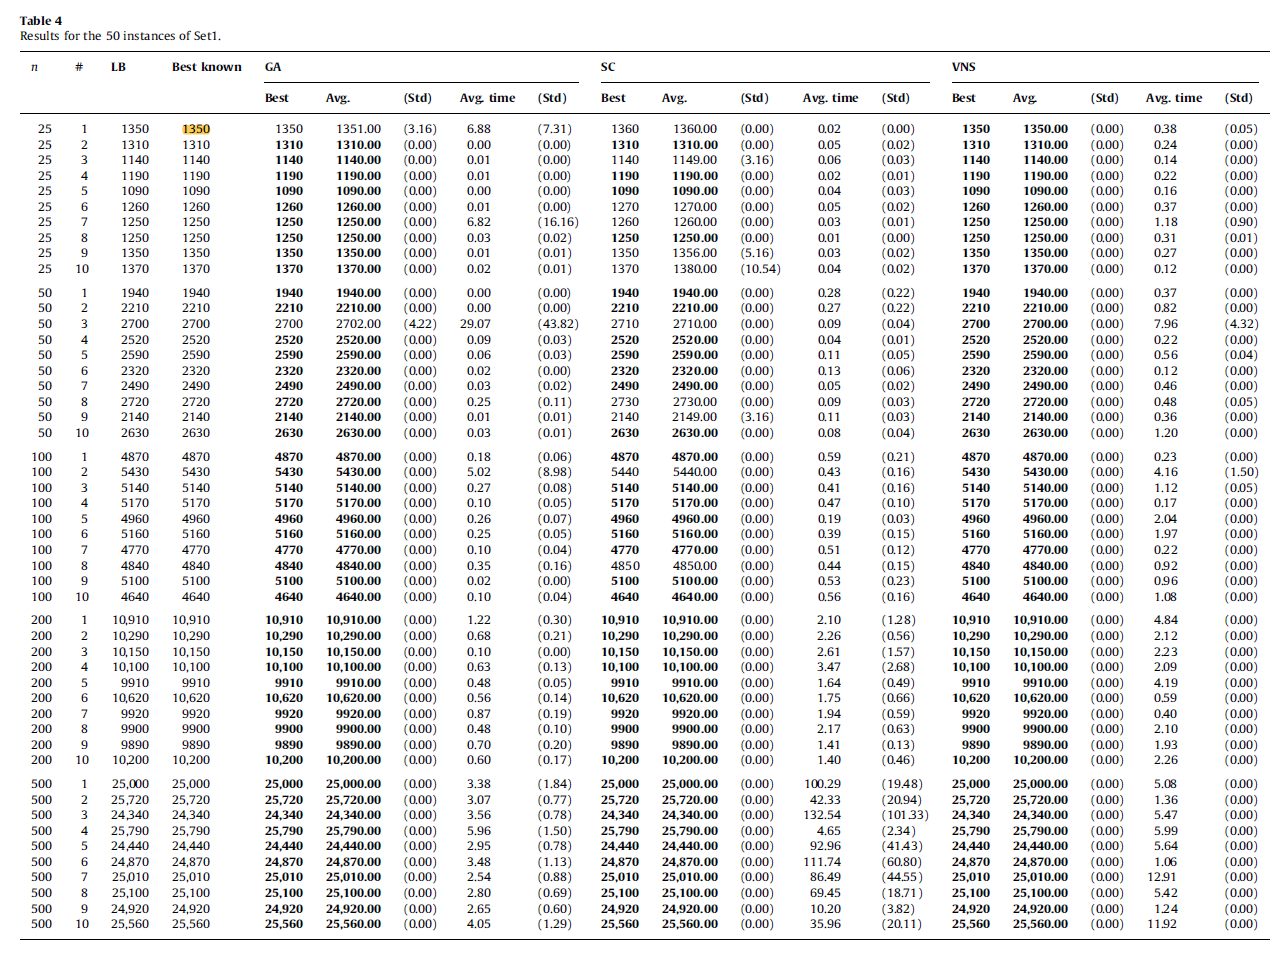 Table 4
Results for the 50 instances of Set1.
n # LB Best known GA SC VNS
Best Avg. (Std) Avg. time (Std) Best Avg. (Std) Avg. time (Std) Best Avg. (Std) Avg. time (Std)
25 1 1350 1350 1350 1351.00 (3.16) 6.88 (7.31) 1360 1360.00 (0.00) 0.02 (0.00) 1350 1350.00 (0.00) 0.38 (0.05)
25 2 1310 1310 1310 1310.00 (0.00) 0.00 (0.00) 1310 1310.00 (0.00) 0.05 (0.02) 1310 1310.00 (0.00) 0.24 (0.00)
25 3 1140 1140 1140 1140.00 (0.00) 0.01 (0.00) 1140 1149.00 (3.16) 0.06 (0.03) 1140 1140.00 (0.00) 0.14 (0.00)
25 4 1190 1190 1190 1190.00 (0.00) 0.01 (0.00) 1190 1190.00 (0.00) 0.02 (0.01) 1190 1190.00 (0.00) 0.22 (0.00)
25 5 1090 1090 1090 1090.00 (0.00) 0.00 (0.00) 1090 1090.00 (0.00) 0.04 (0.03) 1090 1090.00 (0.00) 0.16 (0.00)
25 6 1260 1260 1260 1260.00 (0.00) 0.01 (0.00) 1270 1270.00 (0.00) 0.05 (0.02) 1260 1260.00 (0.00) 0.37 (0.00)
25 7 1250 1250 1250 1250.00 (0.00) 6.82 (16.16) 1260 1260.00 (0.00) 0.03 (0.01) 1250 1250.00 (0.00) 1.18 (0.90)
25 8 1250 1250 1250 1250.00 (0.00) 0.03 (0.02) 1250 1250.00 (0.00) 0.01 (0.00) 1250 1250.00 (0.00) 0.31 (0.01)
25 9 1350 1350 1350 1350.00 (0.00) 0.01 (0.01) 1350 1356.00 (5.16) 0.03 (0.02) 1350 1350.00 (0.00) 0.27 (0.00)
25 10 1370 1370 1370 1370.00 (0.00) 0.02 (0.01) 1370 1380.00 (10.54) 0.04 (0.02) 1370 1370.00 (0.00) 0.12 (0.00)
50 1 1940 1940 1940 1940.00 (0.00) 0.00 (0.00) 1940 1940.00 (0.00) 0.28 (0.22) 1940 1940.00 (0.00) 0.37 (0.00)
50 2 2210 2210 2210 2210.00 (0.00) 0.00 (0.00) 2210 2210.00 (0.00) 0.27 (0.22) 2210 2210.00 (0.00) 0.82 (0.00)
50 3 2700 2700 2700 2702.00 (4.22) 29.07 (43.82) 2710 2710.00 (0.00) 0.09 (0.04) 2700 2700.00 (0.00) 7.96 (4.32)
50 4 2520 2520 2520 2520.00 (0.00) 0.09 (0.03) 2520 2520.00 (0.00) 0.04 (0.01) 2520 2520.00 (0.00) 0.22 (0.00)
50 5 2590 2590 2590 2590.00 (0.00) 0.06 (0.03) 2590 2590.00 (0.00) 0.11 (0.05) 2590 2590.00 (0.00) 0.56 (0.04)
50 6 2320 2320 2320 2320.00 (0.00) 0.02 (0.00) 2320 2320.00 (0.00) 0.13 (0.06) 2320 2320.00 (0.00) 0.12 (0.00)
50 7 2490 2490 2490 2490.00 (0.00) 0.03 (0.02) 2490 2490.00 (0.00) 0.05 (0.02) 2490 2490.00 (0.00) 0.46 (0.00)
50 8 2720 2720 2720 2720.00 (0.00) 0.25 (0.11) 2730 2730.00 (0.00) 0.09 (0.03) 2720 2720.00 (0.00) 0.48 (0.05)
50 9 2140 2140 2140 2140.00 (0.00) 0.01 (0.01) 2140 2149.00 (3.16) 0.11 (0.03) 2140 2140.00 (0.00) 0.36 (0.00)
50 10 2630 2630 2630 2630.00 (0.00) 0.03 (0.01) 2630 2630.00 (0.00) 0.08 (0.04) 2630 2630.00 (0.00) 1.20 (0.00)
100 1 4870 4870 4870 4870.00 (0.00) 0.18 (0.06) 4870 4870.00 (0.00) 0.59 (0.21) 4870 4870.00 (0.00) 0.23 (0.00)
100 2 5430 5430 5430 5430.00 (0.00) 5.02 (8.98) 5440 5440.00 (0.00) 0.43 (0.16) 5430 5430.00 (0.00) 4.16 (1.50)
100 3 5140 5140 5140 5140.00 (0.00) 0.27 (0.08) 5140 5140.00 (0.00) 0.41 (0.16) 5140 5140.00 (0.00) 1.12 (0.05)
100 4 5170 5170 5170 5170.00 (0.00) 0.10 (0.05) 5170 5170.00 (0.00) 0.47 (0.10) 5170 5170.00 (0.00) 0.17 (0.00)
100 5 4960 4960 4960 4960.00 (0.00) 0.26 (0.07) 4960 4960.00 (0.00) 0.19 (0.03) 4960 4960.00 (0.00) 2.04 (0.00)
100 6 5160 5160 5160 5160.00 (0.00) 0.25 (0.05) 5160 5160.00 (0.00) 0.39 (0.15) 5160 5160.00 (0.00) 1.97 (0.00)
100 7 4770 4770 4770 4770.00 (0.00) 0.10 (0.04) 4770 4770.00 (0.00) 0.51 (0.12) 4770 4770.00 (0.00) 0.22 (0.00)
100 8 4840 4840 4840 4840.00 (0.00) 0.35 (0.16) 4850 4850.00 (0.00) 0.44 (0.15) 4840 4840.00 (0.00) 0.92 (0.00)
100 9 5100 5100 5100 5100.00 (0.00) 0.02 (0.00) 5100 5100.00 (0.00) 0.53 (0.23) 5100 5100.00 (0.00) 0.96 (0.00)
100 10 4640 4640 4640 4640.00 (0.00) 0.10 (0.04) 4640 4640.00 (0.00) 0.56 (0.16) 4640 4640.00 (0.00) 1.08 (0.00)
200 1 10,910 10,910 10,910 10,910.00 (0.00) 1.22 (0.30) 10,910 10,910.00 (0.00) 2.10 (1.28) 10,910 10,910.00 (0.00) 4.84 (0.00)
200 2 10,290 10,290 10,290 10,290.00 (0.00) 0.68 (0.21) 10,290 10,290.00 (0.00) 2.26 (0.56) 10,290 10,290.00 (0.00) 2.12 (0.00)
200 3 10,150 10,150 10,150 10,150.00 (0.00) 0.10 (0.00) 10,150 10,150.00 (0.00) 2.61 (1.57) 10,150 10,150.00 (0.00) 2.23 (0.00)
200 4 10,100 10,100 10,100 10,100.00 (0.00) 0.63 (0.13) 10,100 10,100.00 (0.00) 3.47 (2.68) 10,100 10,100.00 (0.00) 2.09 (0.00)
200 5 9910 9910 9910 9910.00 (0.00) 0.48 (0.05) 9910 9910.00 (0.00) 1.64 (0.49) 9910 9910.00 (0.00) 4.19 (0.00)
200 6 10,620 10,620 10,620 10,620.00 (0.00) 0.56 (0.14) 10,620 10,620.00 (0.00) 1.75 (0.66) 10,620 10,620.00 (0.00) 0.59 (0.00)
200 7 9920 9920 9920 9920.00 (0.00) 0.87 (0.19) 9920 9920.00 (0.00) 1.94 (0.59) 9920 9920.00 (0.00) 0.40 (0.00)
200 8 9900 9900 9900 9900.00 (0.00) 0.48 (0.10) 9900 9900.00 (0.00) 2.17 (0.63) 9900 9900.00 (0.00) 2.10 (0.00)
200 9 9890 9890 9890 9890.00 (0.00) 0.70 (0.20) 9890 9890.00 (0.00) 1.41 (0.13) 9890 9890.00 (0.00) 1.93 (0.00)
200 10 10,200 10,200 10,200 10,200.00 (0.00) 0.60 (0.17) 10,200 10,200.00 (0.00) 1.40 (0.46) 10,200 10,200.00 (0.00) 2.26 (0.00)
500 1 25,000 25,000 25,000 25,000.00 (0.00) 3.38 (1.84) 25,000 25,000.00 (0.00) 100.29 (19.48) 25,000 25,000.00 (0.00) 5.08 (0.00)
500 2 25,720 25,720 25,720 25,720.00 (0.00) 3.07 (0.77) 25,720 25,720.00 (0.00) 42.33 (20.94) 25,720 25,720.00 (0.00) 1.36 (0.00)
500 3 24,340 24,340 24,340 24,340.00 (0.00) 3.56 (0.78) 24,340 24,340.00 (0.00) 132.54 (101.33) 24,340 24,340.00 (0.00) 5.47 (0.00)
500 4 25,790 25,790 25,790 25,790.00 (0.00) 5.96 (1.50) 25,790 25,790.00 (0.00) 4.65 (2.34) 25,790 25,790.00 (0.00) 5.99 (0.00)
500 5 24,440 24,440 24,440 24,440.00 (0.00) 2.95 (0.78) 24,440 24,440.00 (0.00) 92.96 (41.43) 24,440 24,440.00 (0.00) 5.64 (0.00)
500 6 24,870 24,870 24,870 24,870.00 (0.00) 3.48 (1.13) 24,870 24,870.00 (0.00) 111.74 (60.80) 24,870 24,870.00 (0.00) 1.06 (0.00)
500 7 25,010 25,010 25,010 25,010.00 (0.00) 2.54 (0.88) 25,010 25,010.00 (0.00) 86.49 (44.55) 25,010 25,010.00 (0.00) 12.91 (0.00)
500 8 25,100 25,100 25,100 25,100.00 (0.00) 2.80 (0.69) 25,100 25,100.00 (0.00) 69.45 (18.71) 25,100 25,100.00 (0.00) 5.42 (0.00)
500 9 24,920 24,920 24,920 24,920.00 (0.00) 2.65 (0.60) 24,920 24,920.00 (0.00) 10.20 (3.82) 24,920 24,920.00 (0.00) 1.24 (0.00)
500 10 25,560 25,560 25,560 25,560.00 (0.00) 4.05 (1.29) 25,560 25,560.00 (0.00) 35.96 (20.11) 25,560 25,560.00 (0.00) 11.92 (0.00)